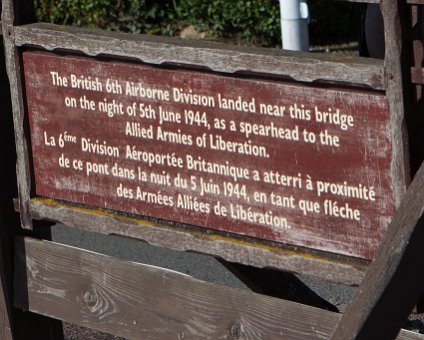 The British 6th Airborne Division landed near this bridge
on the night of 5th June 1944, as a spearhead to the
Allied Armies of Liberation.
La 6ème Division Aéroportée Britannique a atterri à proximité
de ce pont dans la nuit du 5 Juin 1944, en tant que flèche
des Armées Alliées de Libération.